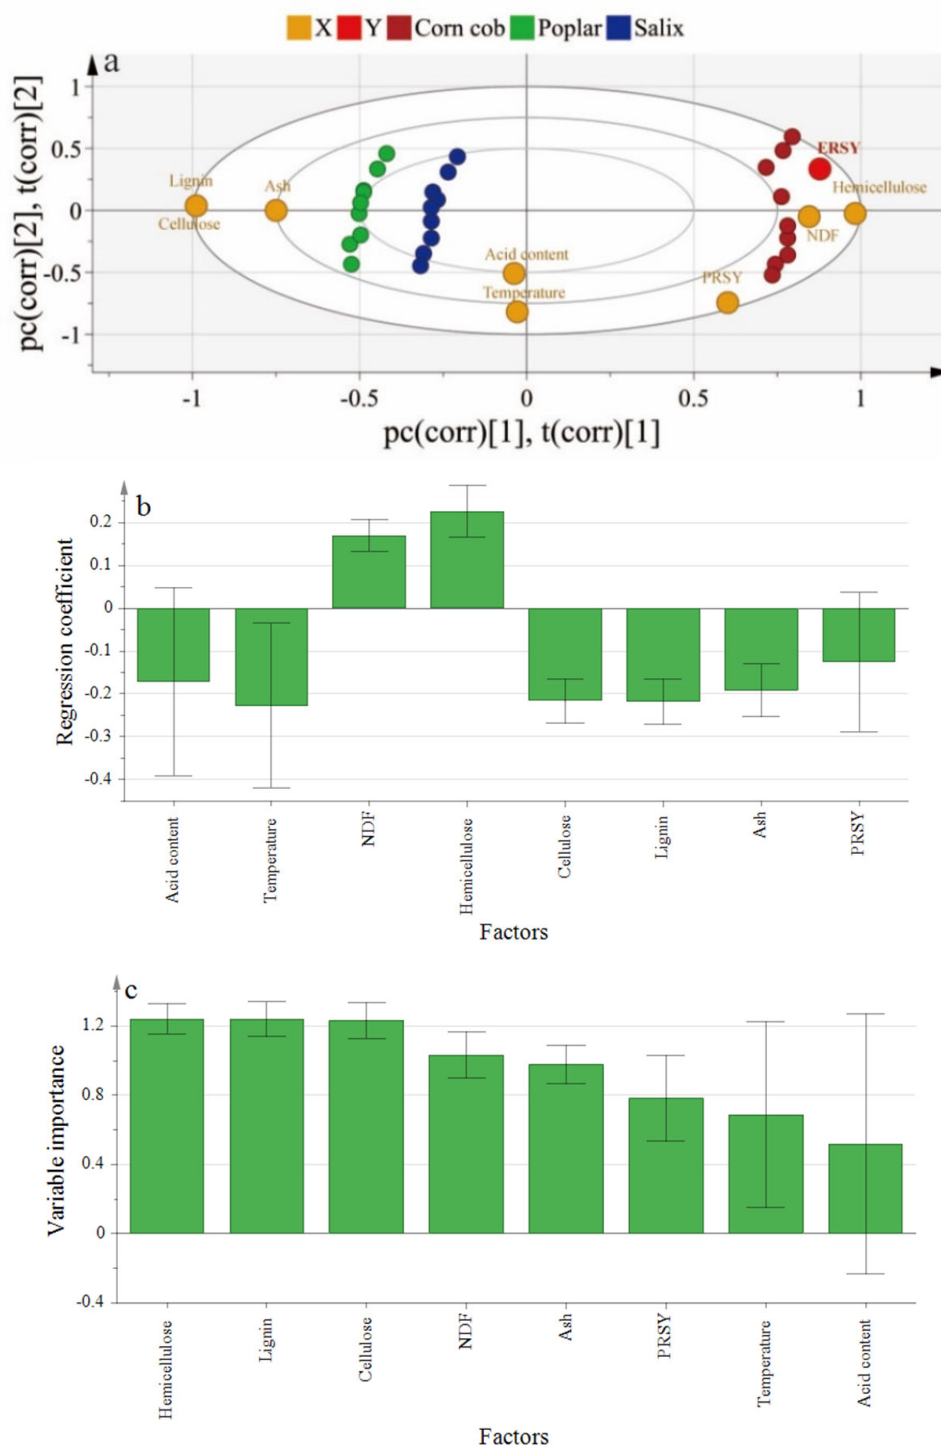 X Y Corn cob Poplar Salix
a
pc(corr)[2], t(corr)[2]
1
0.5
0
-0.5
-1
ERSY
Lignin
Ash
Hemicellulose
Cellulose
NDF
Acid content
PRSY
Temperature
-1 -0.5 0 0.5 1
pc(corr)[1], t(corr)[1]
b
Regression coefficient
0.2
0.1
0
-0.1
-0.2
-0.3
-0.4
Acid content
Temperature
NDF
Hemicellulose
Cellulose
Lignin
Ash
PRSY
Factors
c
Variable importance
1.2
0.8
0.4
0
-0.4
Hemicellulose
Lignin
Cellulose
NDF
Ash
PRSY
Temperature
Acid content
Factors